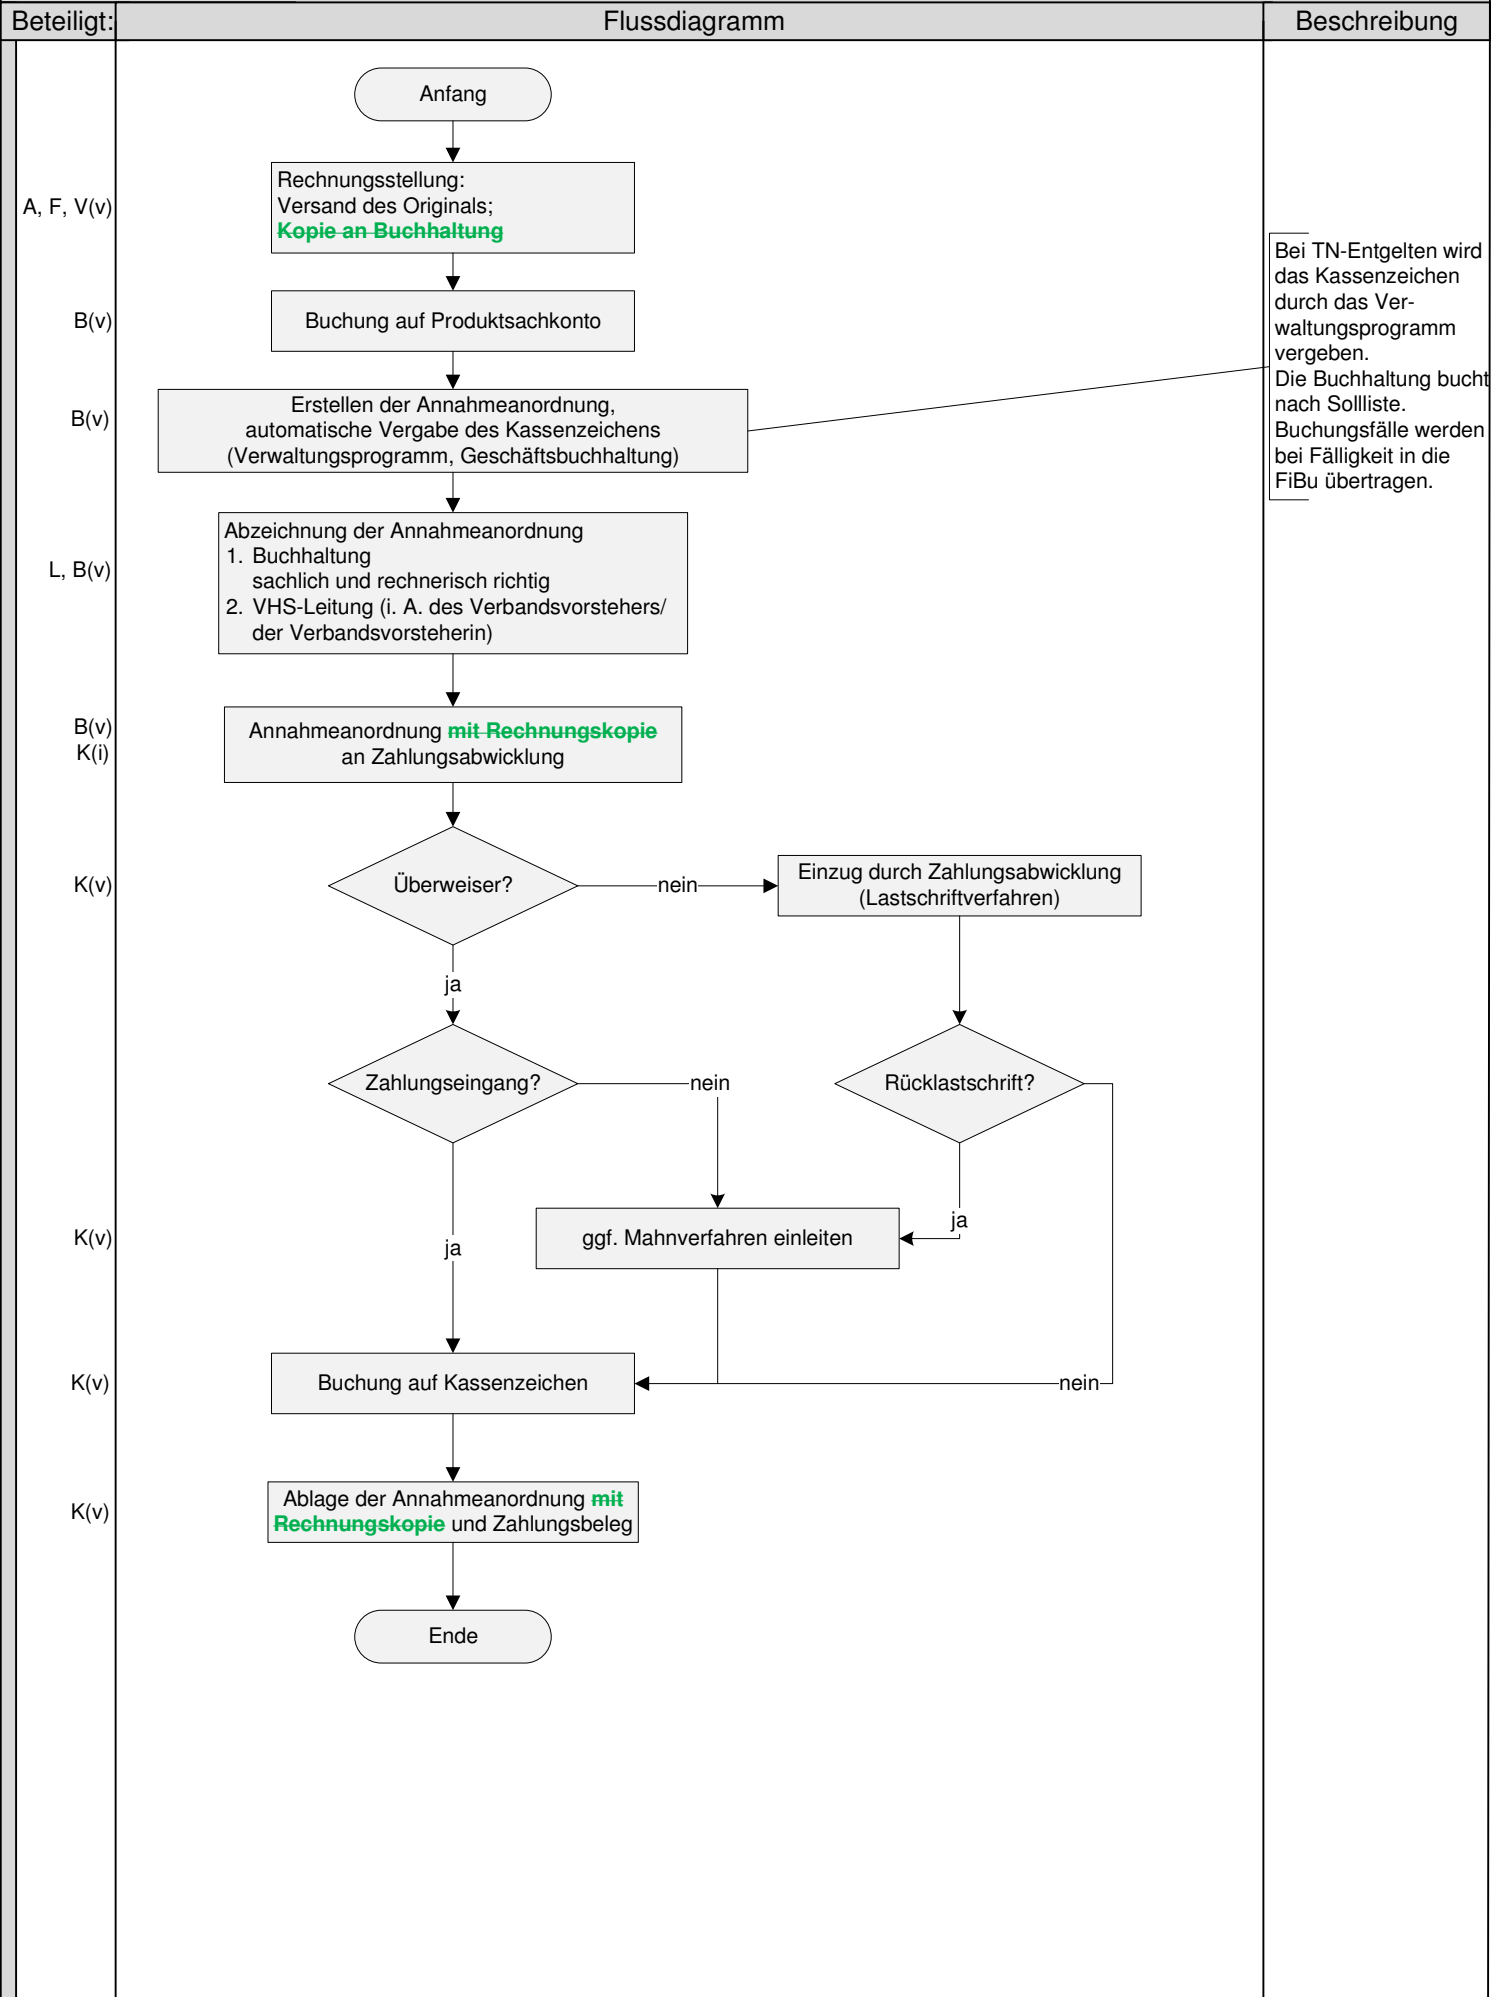 Beteiligt:
Flussdiagramm
Beschreibung
Anfang
A, F, V(v)
Rechnungsstellung:
Versand des Originals;
Kopie an Buchhaltung
B(v)
Buchung auf Produktsachkonto
B(v)
Erstellen der Annahmeanordnung,
automatische Vergabe des Kassenzeichens
(Verwaltungsprogramm, Geschäftsbuchhaltung)
Bei TN-Entgelten wird
das Kassenzeichen
durch das Ver-
waltungsprogramm
vergeben.
Die Buchhaltung bucht
nach Sollliste.
Buchungsfälle werden
bei Fälligkeit in die
FiBu übertragen.
L, B(v)
Abzeichnung der Annahmeanordnung
1. Buchhaltung
sachlich und rechnerisch richtig
2. VHS-Leitung (i. A. des Verbandsvorstehers/
der Verbandsvorsteherin)
B(v)
K(i)
Annahmeanordnung mit Rechnungskopie
an Zahlungsabwicklung
K(v)
Überweiser?
nein
Einzug durch Zahlungsabwicklung
(Lastschriftverfahren)
ja
Zahlungseingang?
nein
Rücklastschrift?
ja
K(v)
ggf. Mahnverfahren einleiten
ja
K(v)
Buchung auf Kassenzeichen
nein
K(v)
Ablage der Annahmeanordnung mit
Rechnungskopie und Zahlungsbeleg
Ende